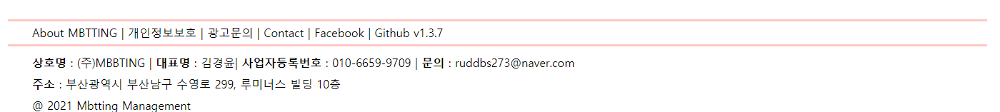 About MBTTING | 개인정보보호 | 광고문의 | Contact | Facebook | Github v1.3.7
상호명 : (주)MBBTING | 대표명 : 김경윤| 사업자등록번호 : 010-6659-9709 | 문의 : ruddbs273@naver.com
주소 : 부산광역시 부산남구 수영로 299, 루미너스 빌딩 10층
@ 2021 Mbtting Management